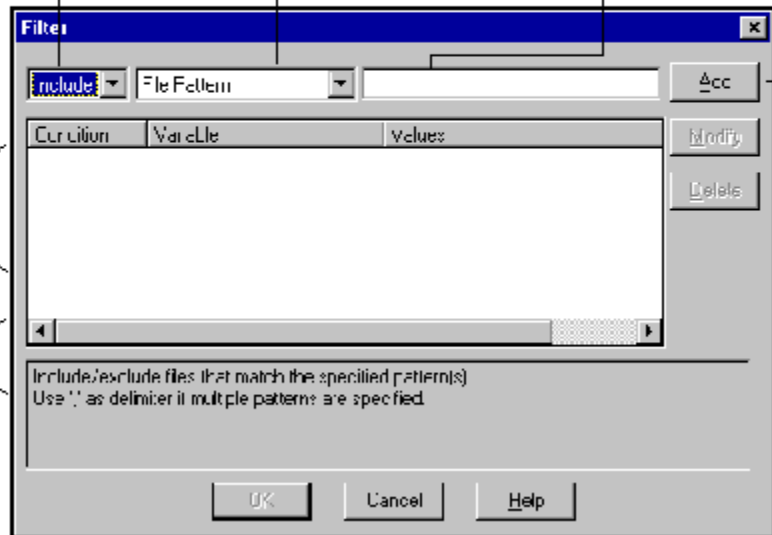 Filter
Include File Pattern Add
Condition Variable Values Modify
Delete
Include/exclude files that match the specified pattern(s)
Use ',' as delimiter if multiple patterns are specified.
OK Cancel Help